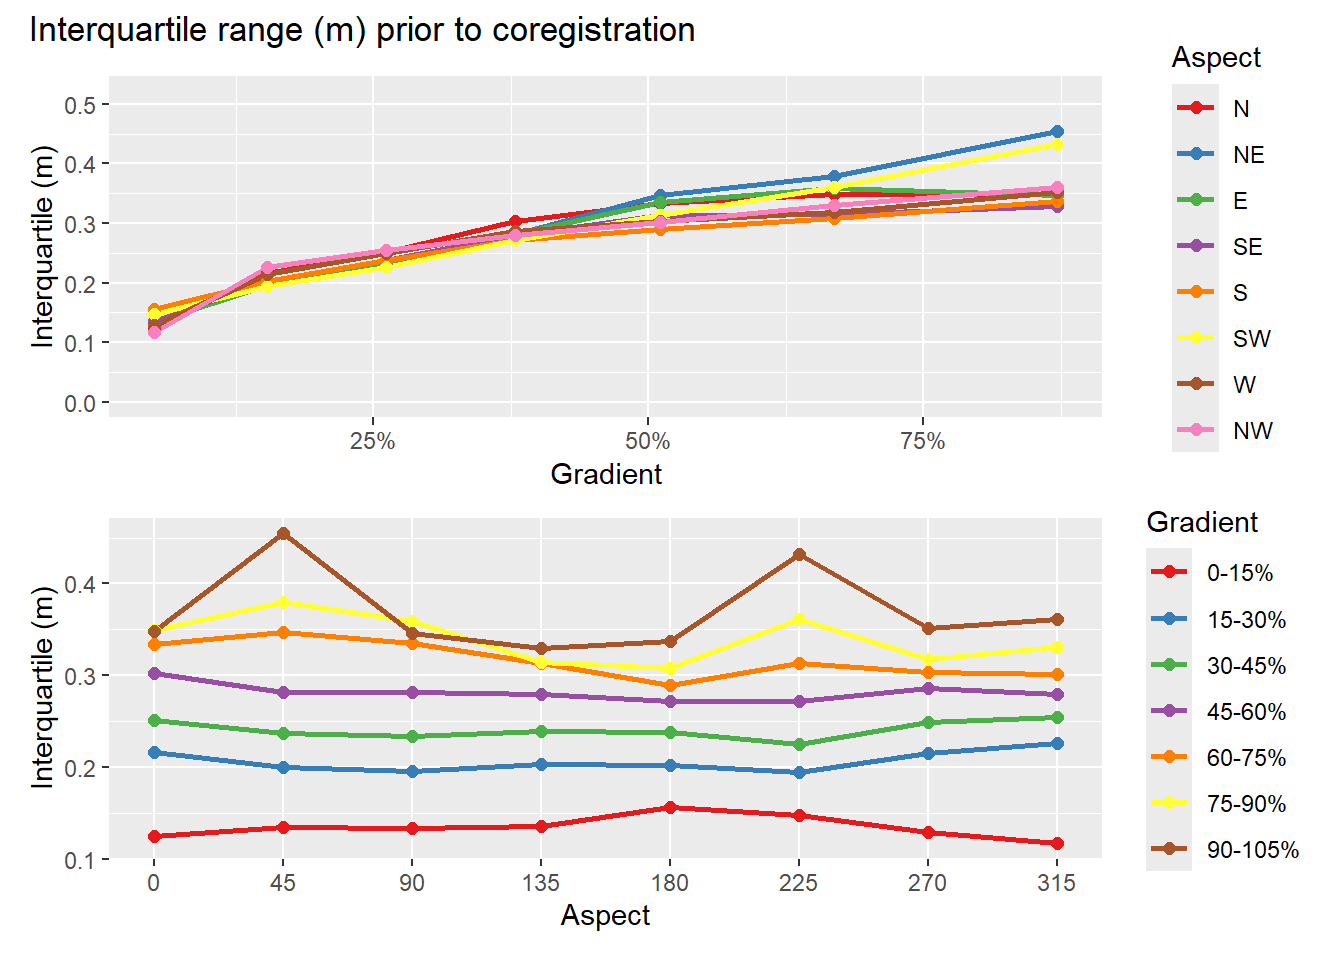 Interquartile range (m) prior to coregistration
Interquartile (m)
0.5
0.4
0.3
0.2
0.1
0.0
25%
50%
75%
Gradient
Aspect
N
NE
E
SE
S
SW
W
NW
Interquartile (m)
0.4
0.3
0.2
0.1
0
45
90
135
180
225
270
315
Aspect
Gradient
0-15%
15-30%
30-45%
45-60%
60-75%
75-90%
90-105%